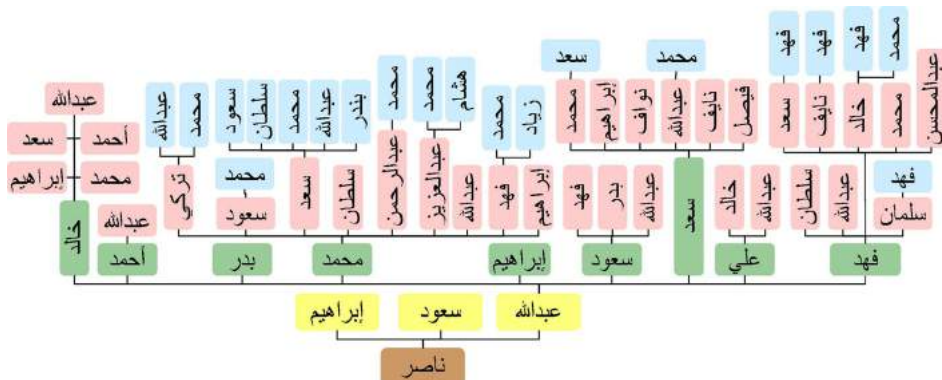 فهد
فهد
فهد
محمد
سعد
محمد
عبدالمحسن
محمد
خالد
نايف
سعد
فيصل
نايف
عبدالله
نواف
إبراهيم
محمد
هشام
محمد
محمد
بندر
عبدالله
محمد
سلطان
سعود
محمد
عبدالله
عبدالله
أحمد
سعد
محمد
إبراهيم
زياد
محمد
فهد
سلمان
عبدالله
سلطان
عبدالله
خالد
عبدالله
بدر
فهد
إبراهيم
فهد
عبدالله
عبدالعزيز
عبدالرحمن
سلطان
سعد
محمد
سعود
تركي
عبدالله
فهد
علي
سعد
سعود
إبراهيم
محمد
بدر
أحمد
خالد
عبدالله
سعود
إبراهيم
ناصر